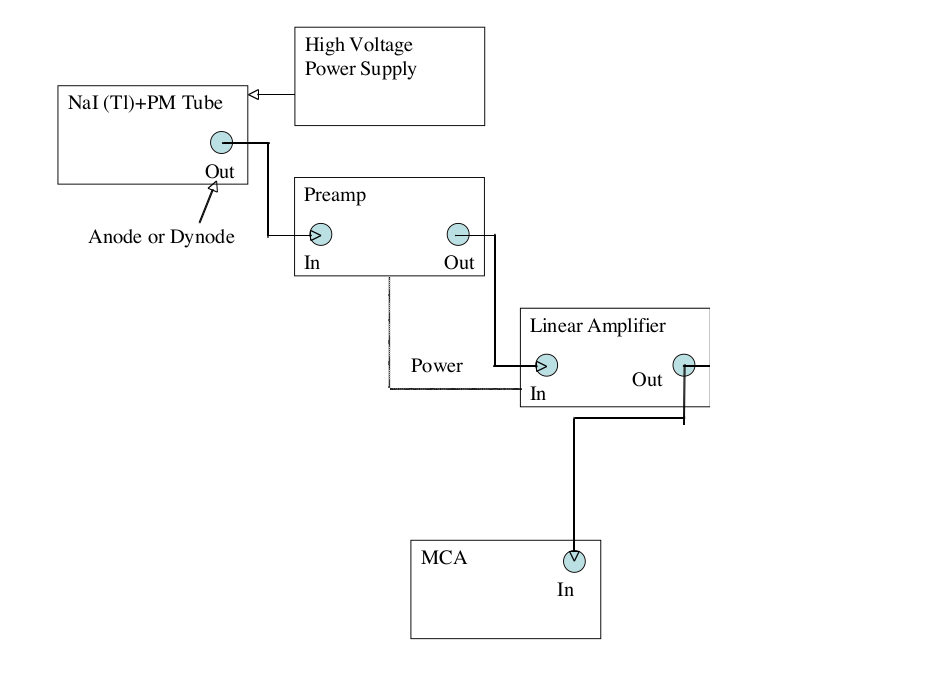 High Voltage
Power Supply
NaI (Tl)+PM Tube
Out
Anode or Dynode
Preamp
In
Out
Linear Amplifier
Power
Out
In
MCA
In